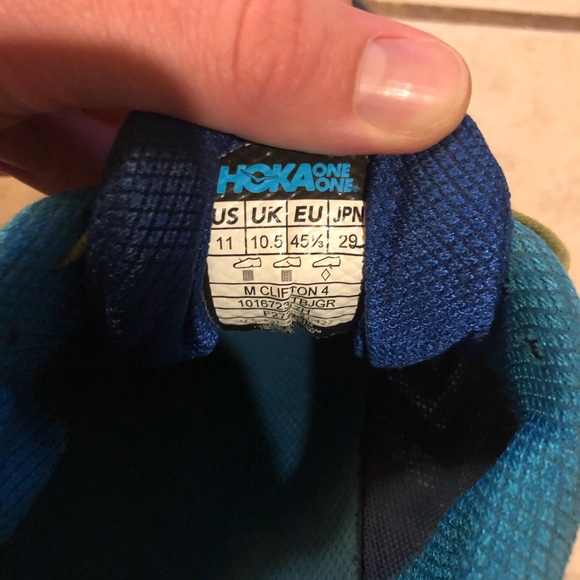 HOKA ONE ONE
US UK EU JPN
11 10.5 45⅓ 29
M CLIFTON 4